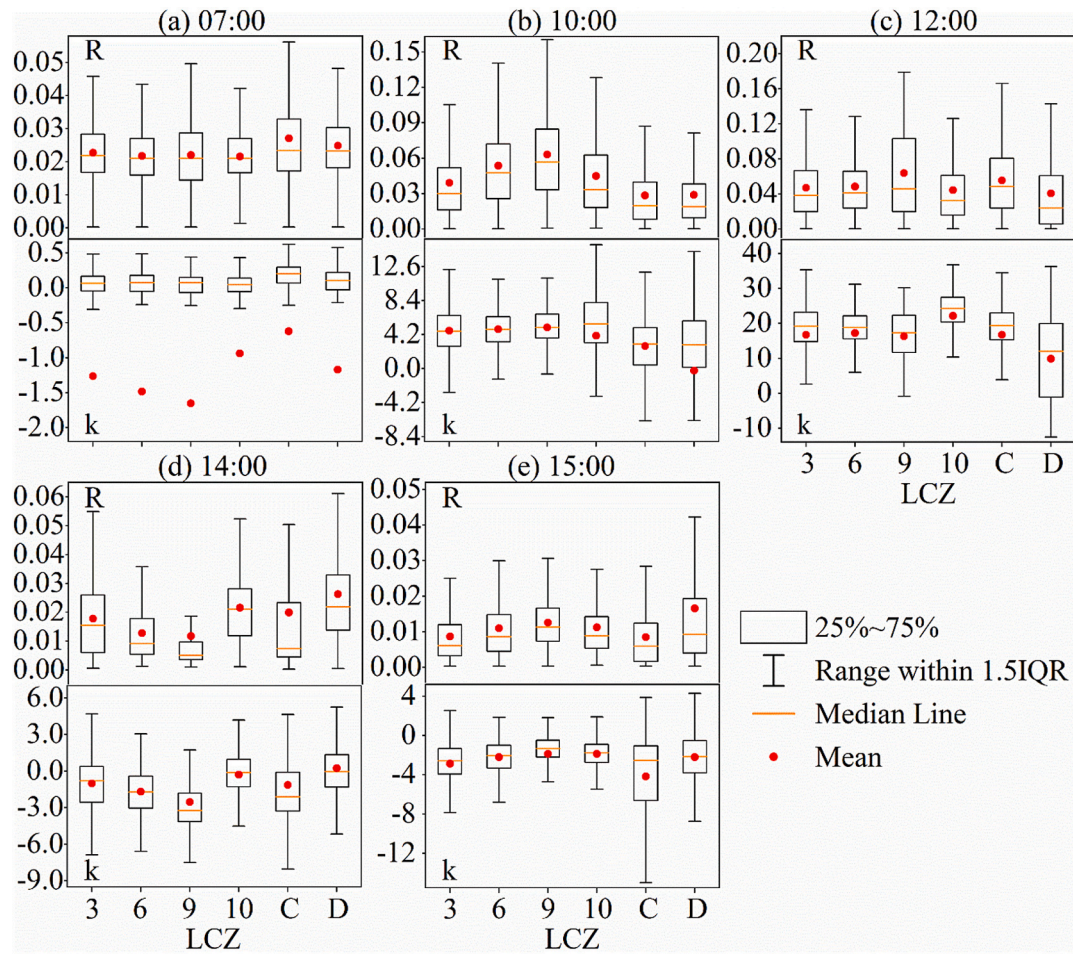 (a) 07:00
(b) 10:00
(c) 12:00
R
0.05
0.04
0.03
0.02
0.01
0.00
0.5
0.0
-0.5
-1.0
-1.5
-2.0
k
R
0.15
0.12
0.09
0.06
0.03
0.00
12.6
8.4
4.2
0.0
-4.2
-8.4
k
R
0.20
0.16
0.12
0.08
0.04
0.00
40
30
20
10
0
-10
k
3 6 9 10 C D
LCZ
(d) 14:00
(e) 15:00
R
0.06
0.05
0.04
0.03
0.02
0.01
0.00
6.0
3.0
0.0
-3.0
-6.0
-9.0
k
3 6 9 10 C D
LCZ
R
0.05
0.04
0.03
0.02
0.01
0.00
4
0
-4
-8
-12
k
3 6 9 10 C D
LCZ
25%~75%
Range within 1.5IQR
Median Line
Mean